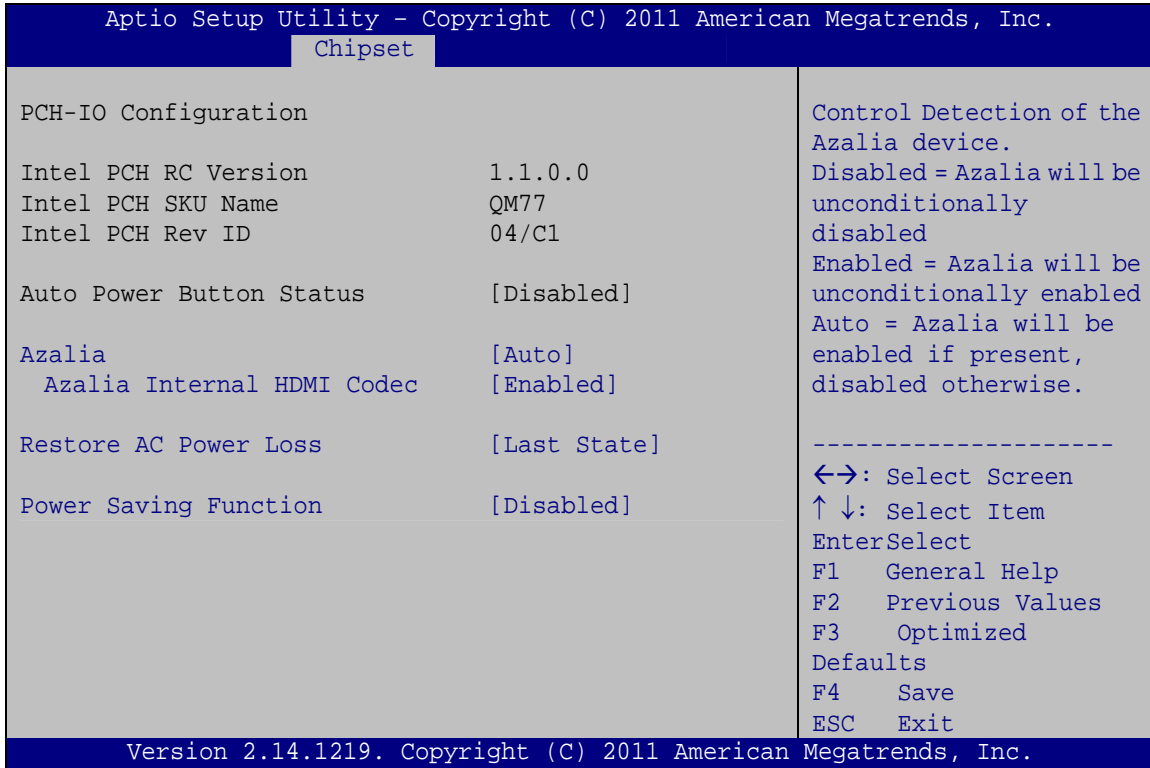 Aptio Setup Utility – Copyright (C) 2011 American Megatrends, Inc.
Chipset
PCH-IO Configuration
Intel PCH RC Version 1.1.0.0
Intel PCH SKU Name QM77
Intel PCH Rev ID 04/C1
Auto Power Button Status [Disabled]
Azalia [Auto]
Azalia Internal HDMI Codec [Enabled]
Restore AC Power Loss [Last State]
Power Saving Function [Disabled]
Control Detection of the
Azalia device.
Disabled = Azalia will be
unconditionally
disabled
Enabled = Azalia will be
unconditionally enabled
Auto = Azalia will be
enabled if present,
disabled otherwise.
---------------------
←→: Select Screen
↑ ↓: Select Item
EnterSelect
F1 General Help
F2 Previous Values
F3 Optimized
Defaults
F4 Save
ESC Exit
Version 2.14.1219. Copyright (C) 2011 American Megatrends, Inc.